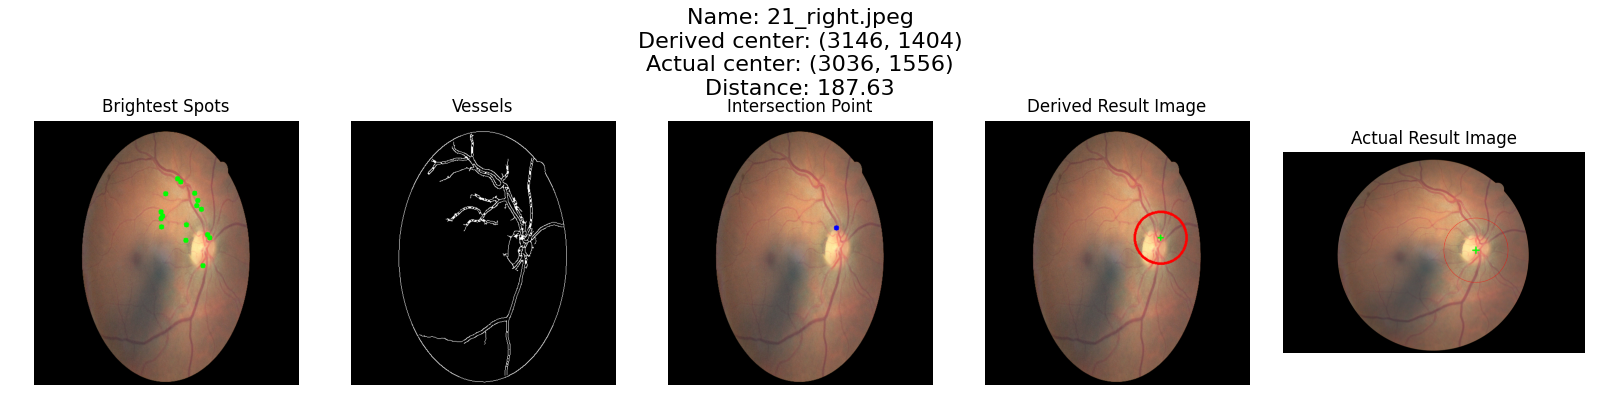 Name: 21_right.jpeg
Derived center: (3146, 1404)
Actual center: (3036, 1556)
Distance: 187.63
Brightest Spots
Vessels
Intersection Point
Derived Result Image
Actual Result Image